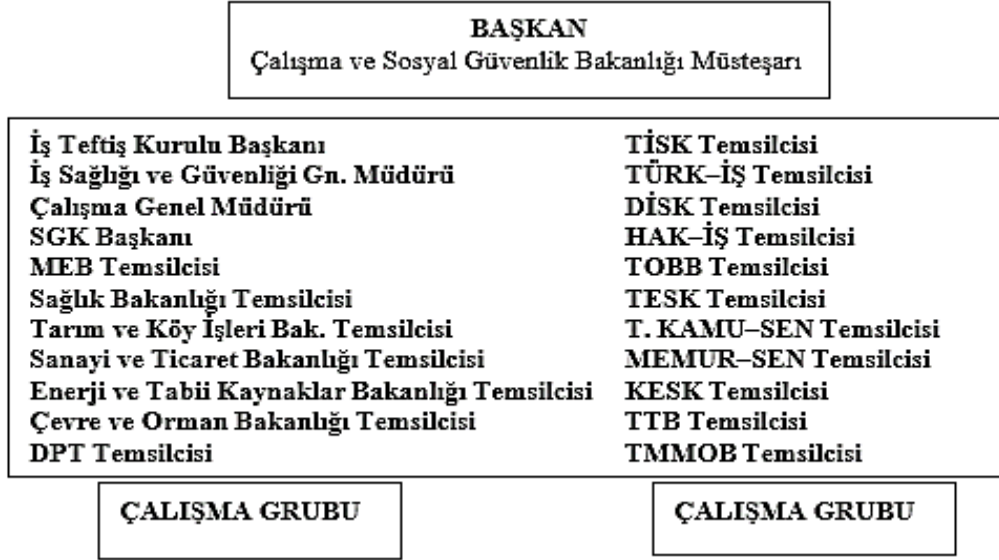 BAŞKAN
Çalışma ve Sosyal Güvenlik Bakanlığı Müsteşarı
İş Teftiş Kurulu Başkanı
İş Sağlığı ve Güvenliği Gn. Müdürü
Çalışma Genel Müdürü
SGK Başkanı
MEB Temsilcisi
Sağlık Bakanlığı Temsilcisi
Tarım ve Köy İşleri Bak. Temsilcisi
Sanayi ve Ticaret Bakanlığı Temsilcisi
Enerji ve Tabii Kaynaklar Bakanlığı Temsilcisi
Çevre ve Orman Bakanlığı Temsilcisi
DPT Temsilcisi
TİSK Temsilcisi
TÜRK–İŞ Temsilcisi
DİSK Temsilcisi
HAK–İŞ Temsilcisi
TOBB Temsilcisi
TESK Temsilcisi
T. KAMU–SEN Temsilcisi
MEMUR–SEN Temsilcisi
KESK Temsilcisi
TTB Temsilcisi
TMMOB Temsilcisi
ÇALIŞMA GRUBU
ÇALIŞMA GRUBU